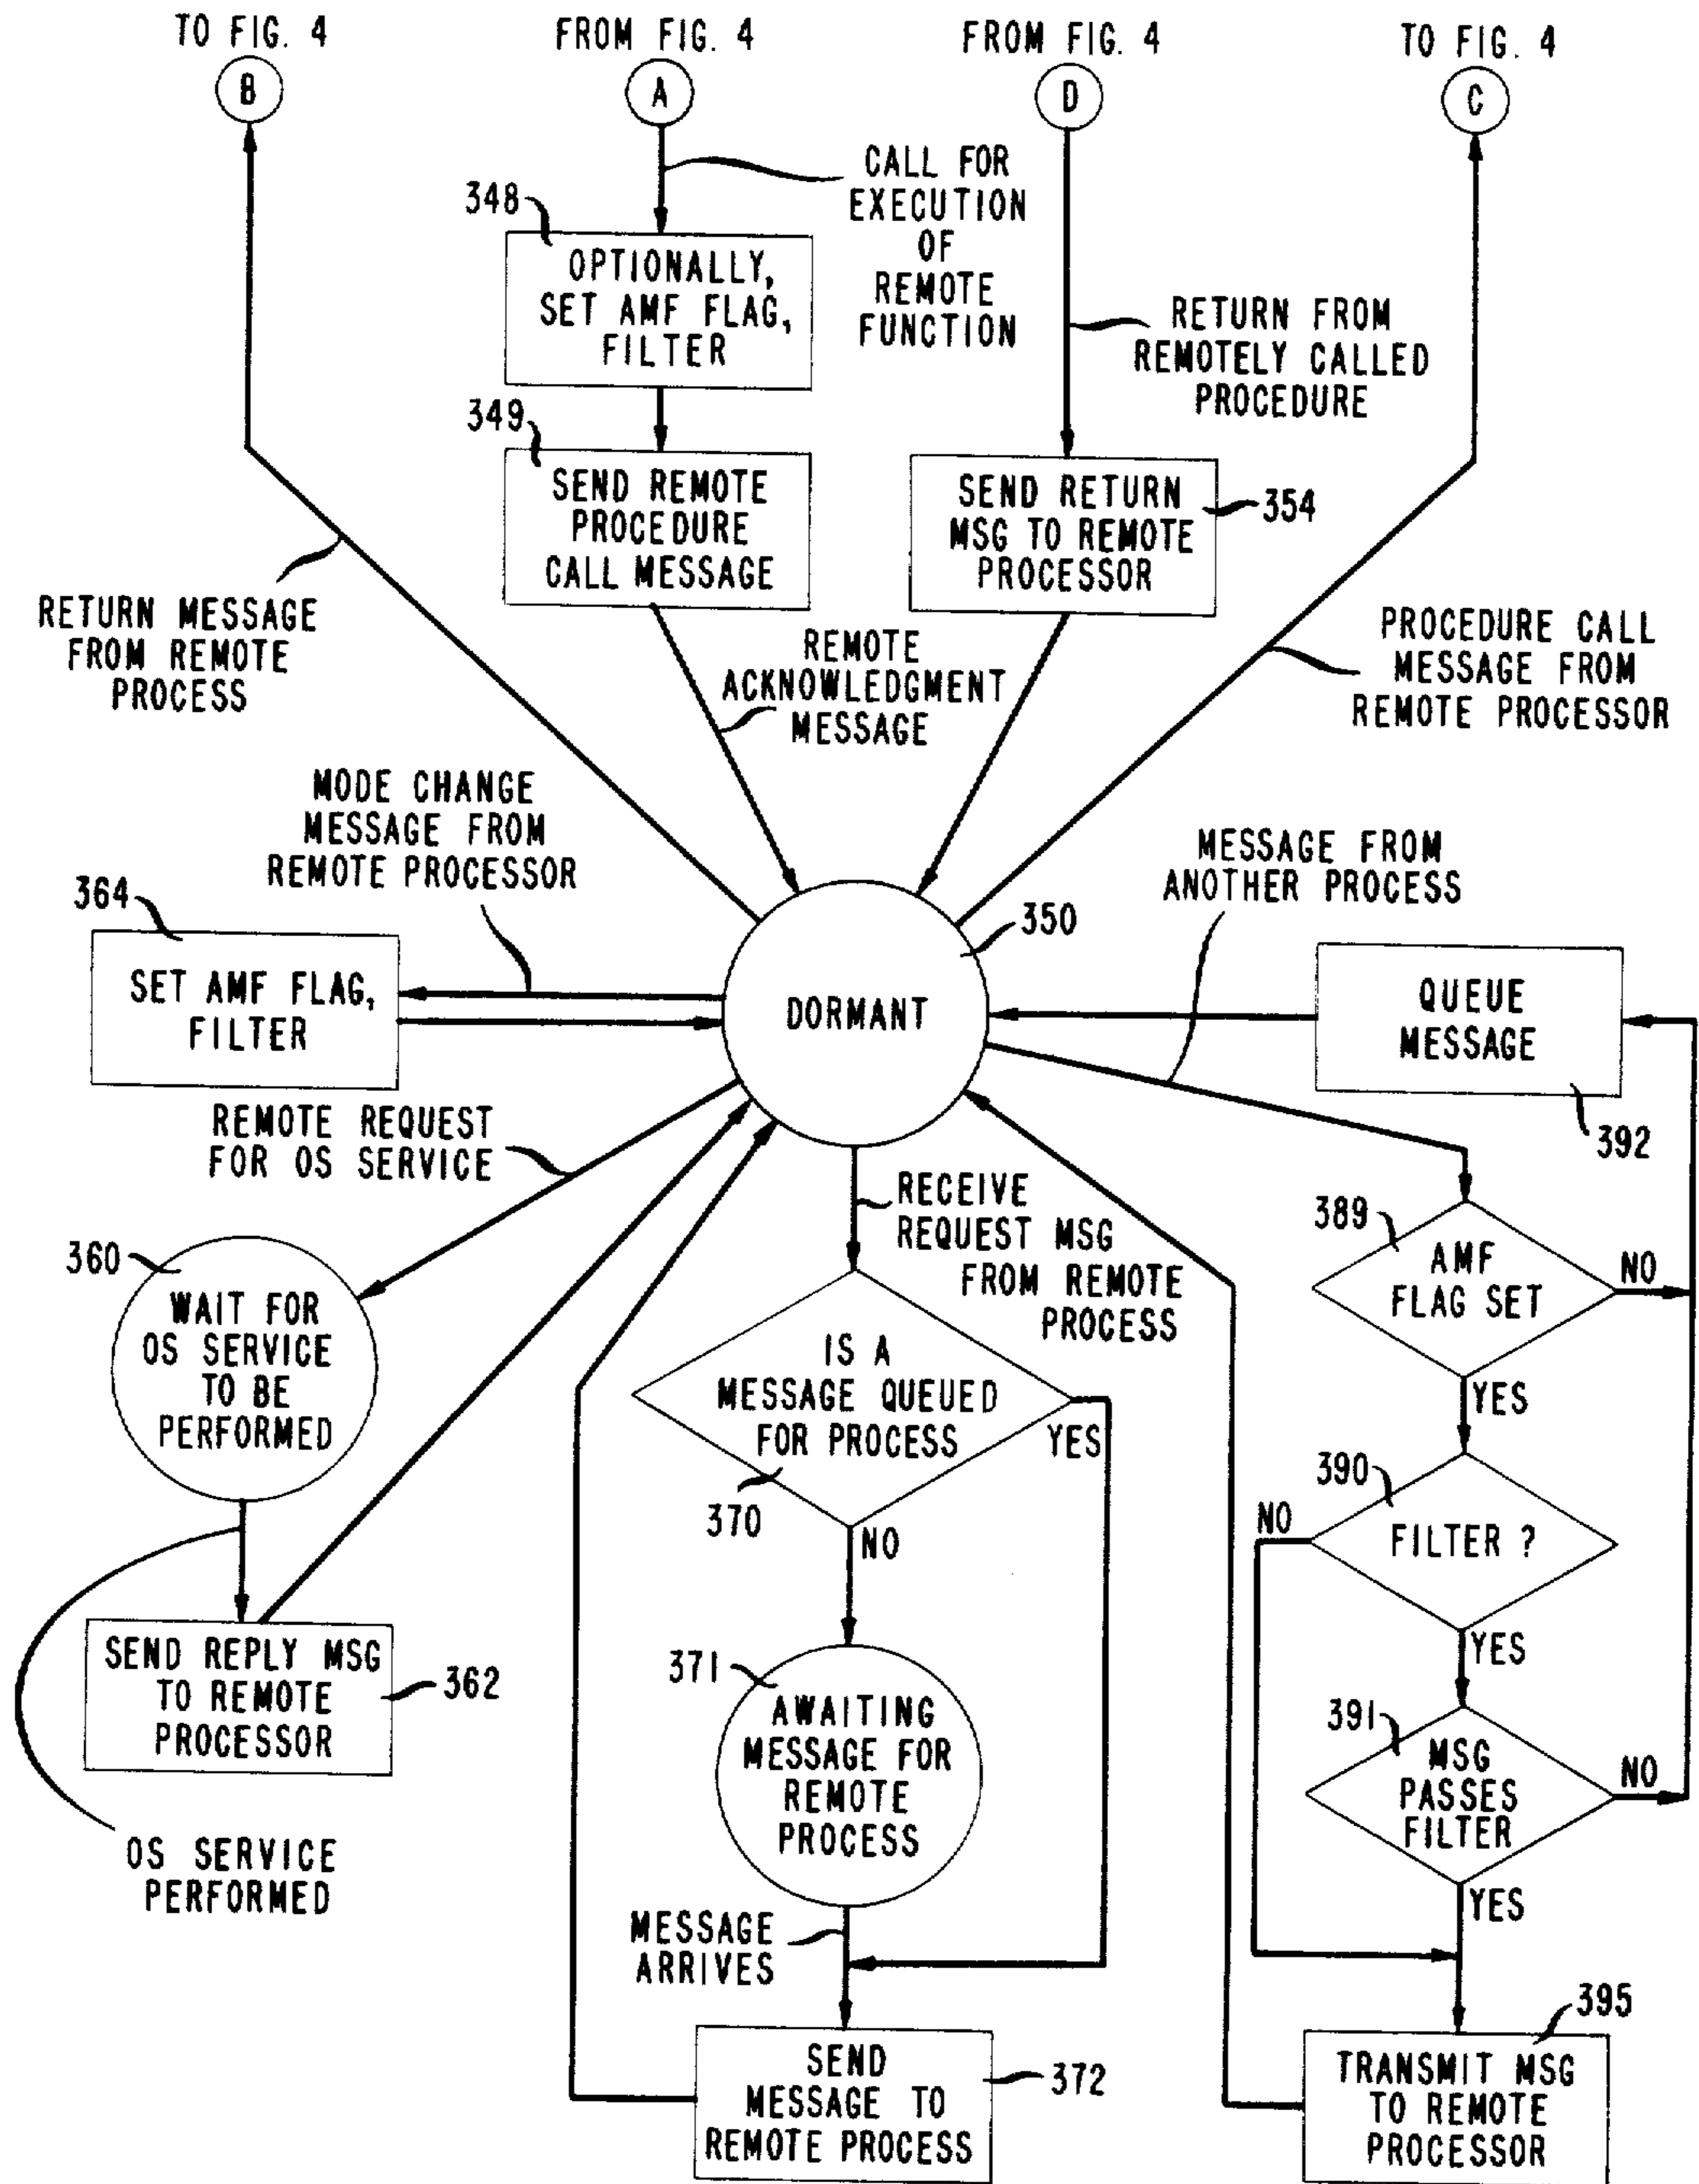 TO FIG. 4
FROM FIG. 4
FROM FIG. 4
TO FIG. 4
B
A
D
C
CALL FOR
EXECUTION
OF
REMOTE
FUNCTION
348
OPTIONALLY,
SET AMF FLAG,
FILTER
RETURN FROM
REMOTELY CALLED
PROCEDURE
349
SEND REMOTE
PROCEDURE
CALL MESSAGE
SEND RETURN
MSG TO REMOTE
PROCESSOR
354
RETURN MESSAGE
FROM REMOTE
PROCESS
REMOTE
ACKNOWLEDGMENT
MESSAGE
PROCEDURE CALL
MESSAGE FROM
REMOTE PROCESSOR
MODE CHANGE
MESSAGE FROM
REMOTE PROCESSOR
MESSAGE FROM
ANOTHER PROCESS
364
SET AMF FLAG,
FILTER
350
DORMANT
QUEUE
MESSAGE
392
REMOTE REQUEST
FOR OS SERVICE
RECEIVE
REQUEST MSG
FROM REMOTE
PROCESS
360
WAIT FOR
OS SERVICE
TO BE
PERFORMED
IS A
MESSAGE QUEUED
FOR PROCESS
YES
370
NO
389
AMF
FLAG SET
NO
YES
390
NO
FILTER ?
YES
SEND REPLY MSG
TO REMOTE
PROCESSOR
362
OS SERVICE
PERFORMED
371
AWAITING
MESSAGE FOR
REMOTE
PROCESS
MESSAGE
ARRIVES
391
MSG
PASSES
FILTER
NO
YES
SEND
MESSAGE TO
REMOTE PROCESS
372
395
TRANSMIT MSG
TO REMOTE
PROCESSOR